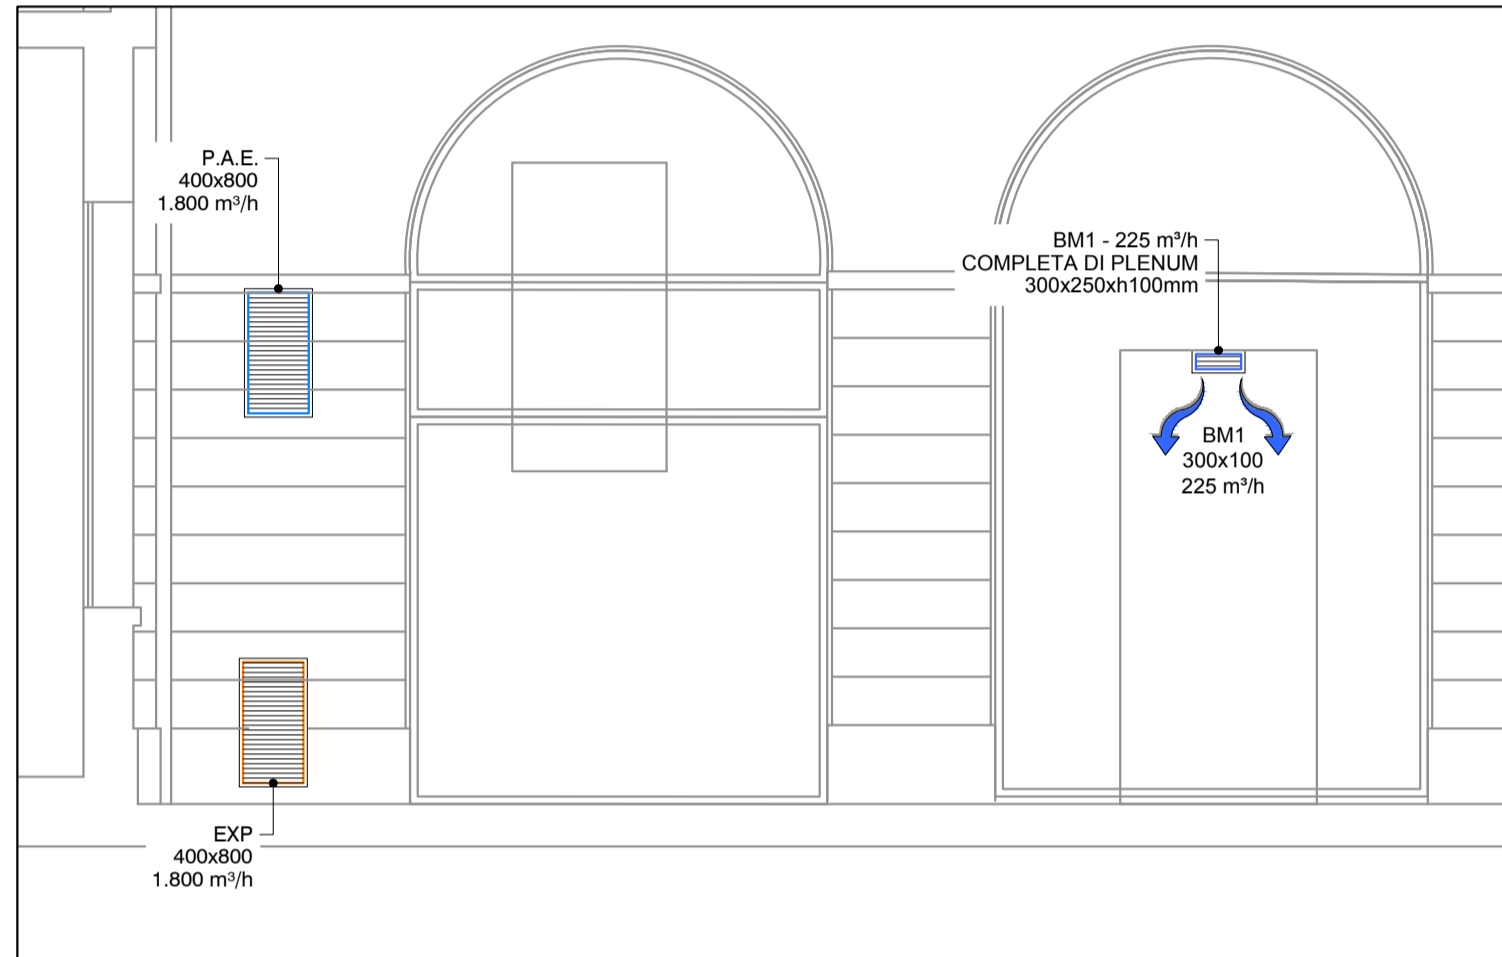 P.A.E.
400x800
1.800 m³/h
BM1 - 225 m³/h
COMPLETA DI PLENUM
300x250xh100mm
BM1
300x100
225 m³/h
EXP
400x800
1.800 m³/h